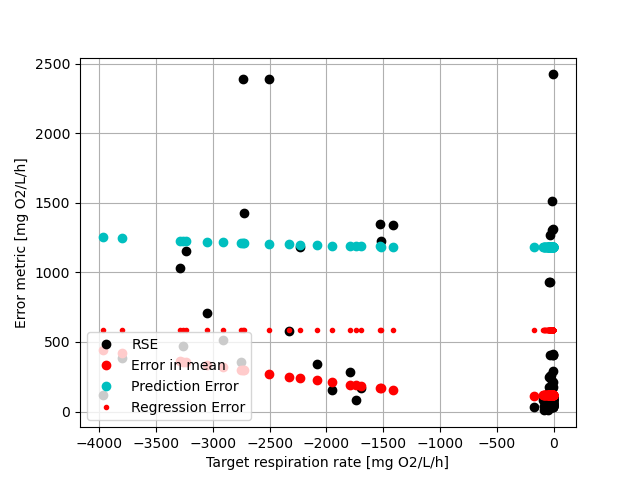 2500
2000
1500
1000
500
0
Error metric [mg O2/L/h]
RSE
Error in mean
Prediction Error
Regression Error
−4000 −3500 −3000 −2500 −2000 −1500 −1000 −500 0
Target respiration rate [mg O2/L/h]